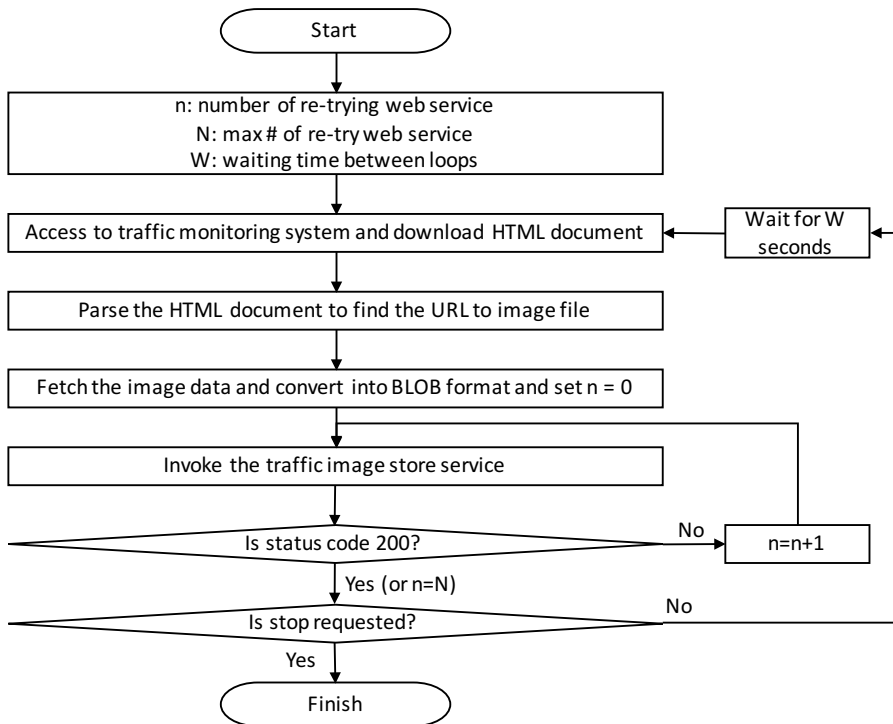 Start
n: number of re-trying web service
N: max # of re-try web service
W: waiting time between loops
Access to traffic monitoring system and download HTML document
Wait for W
seconds
Parse the HTML document to find the URL to image file
Fetch the image data and convert into BLOB format and set n = 0
Invoke the traffic image store service
Is status code 200?
No
n=n+1
Yes (or n=N)
Is stop requested?
No
Yes
Finish